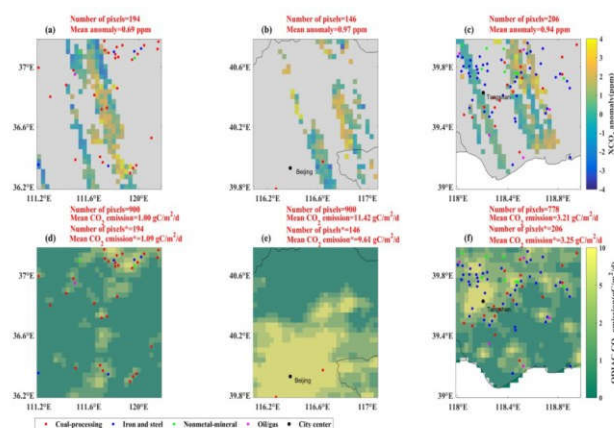 Number of pixels=194
Mean anomaly=0.69 ppm
Number of pixels=146
Mean anomaly=0.97 ppm
Number of pixels=206
Mean anomaly=0.94 ppm
(a)
(b)
(c)
37°E
36.6°E
36.2°E
111.2°E
111.6°E
120°E
40.6°E
40.2°E
39.8°E
Beijing
116.2°E
116.6°E
117°E
39.8°E
39.4°E
39°E
Tangshan
118°E
118.4°E
118.8°E
4
3
2
1
0
-1
-2
-3
XCO₂ anomaly(ppm)
Number of pixels=900
Mean CO₂ emission=1.00 gC/m²/d
Number of pixels*=194
Mean CO₂ emission*=1.09 gC/m²/d
Number of pixels=900
Mean CO₂ emission=11.42 gC/m²/d
Number of pixels*=146
Mean CO₂ emission*=9.61 gC/m²/d
Number of pixels=778
Mean CO₂ emission=3.21 gC/m²/d
Number of pixels*=206
Mean CO₂ emission*=3.25 gC/m²/d
(d)
(e)
(f)
37°E
36.6°E
36.2°E
111.2°E
111.6°E
120°E
40.6°E
40.2°E
39.8°E
Beijing
116.2°E
116.6°E
117°E
39.8°E
39.4°E
39°E
Tangshan
118°E
118.4°E
118.8°E
10
5
1
0
ODIAC CO₂ emission(gC/m²/d)
Coal-processing
Iron and steel
Nonmetal-mineral
Oil/gas
City center